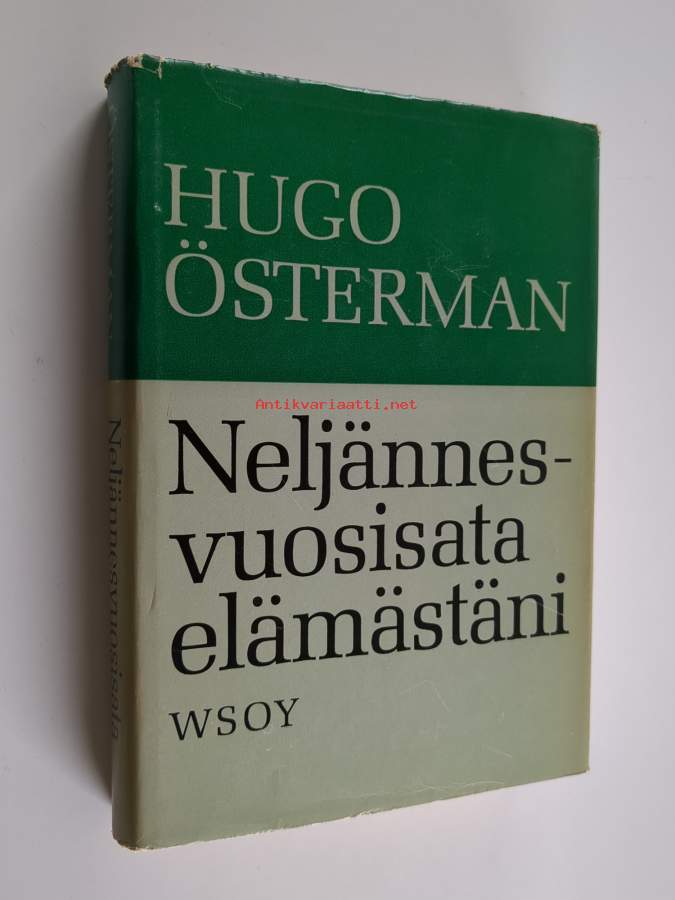 HUGO
ÖSTERMAN
Antikvariaatti.net
Neljännes-
vuosisata
elämästäni
WSOY
Neljännesvuosisata